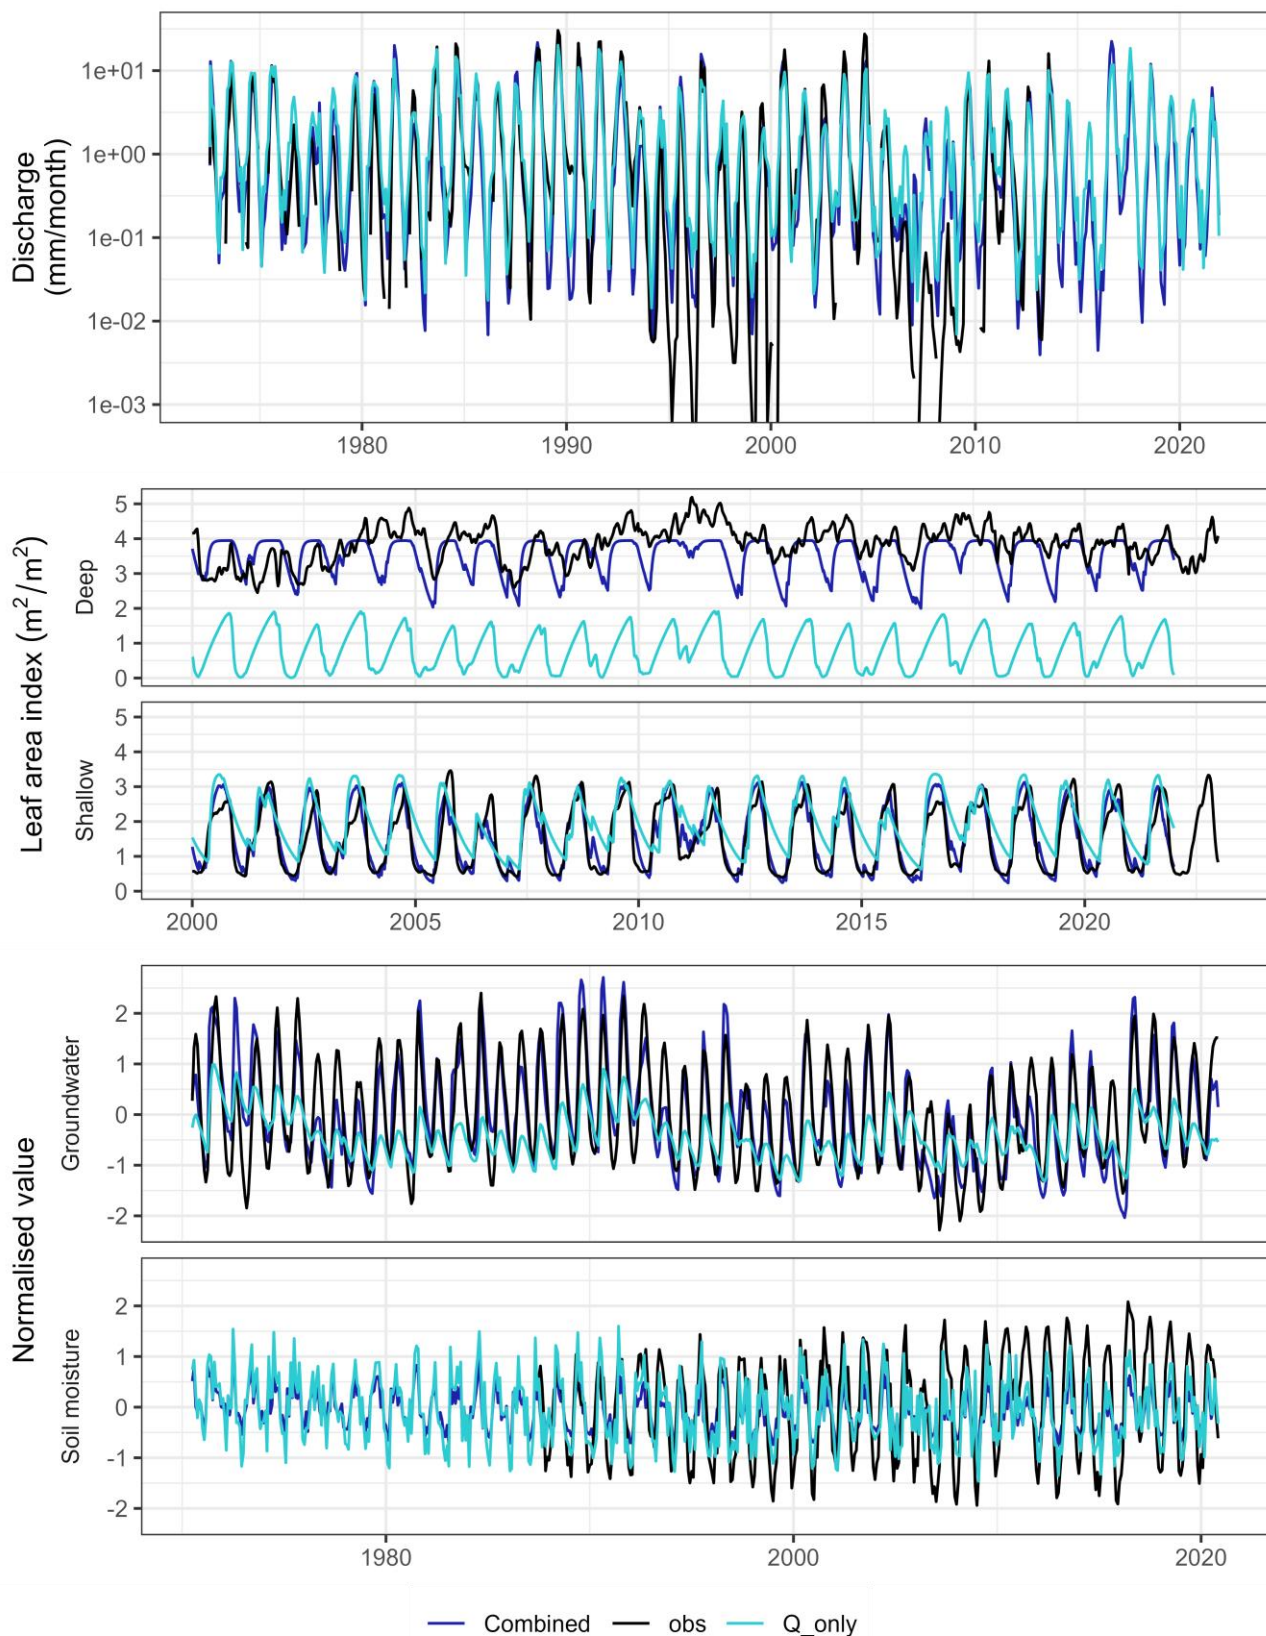 Discharge
(mm/month)
1e+01
1e+00
1e-01
1e-02
1e-03
1980 1990 2000 2010 2020
Leaf area index (m²/m²)
Deep
5
4
3
2
1
0
Shallow
5
4
3
2
1
0
2000 2005 2010 2015 2020
Normalised value
Groundwater
2
1
0
-1
-2
Soil moisture
2
1
0
-1
-2
1980 2000 2020
Combined obs Q_only